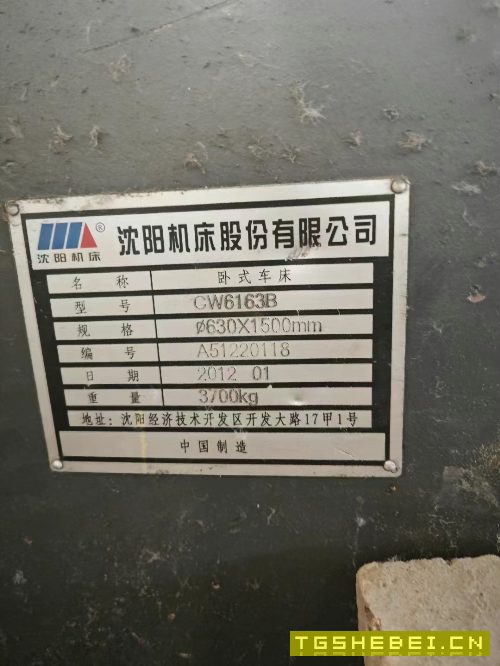 沈阳机床® 沈阳机床股份有限公司
名称 卧式车床
型号 CW6163B
规格 Ø630X1500mm
编号 A51220118
日期 2012 01
重量 3700kg
地址：沈阳经济技术开发区开发大路17甲1号
中国制造
TGSHEBEI.CN